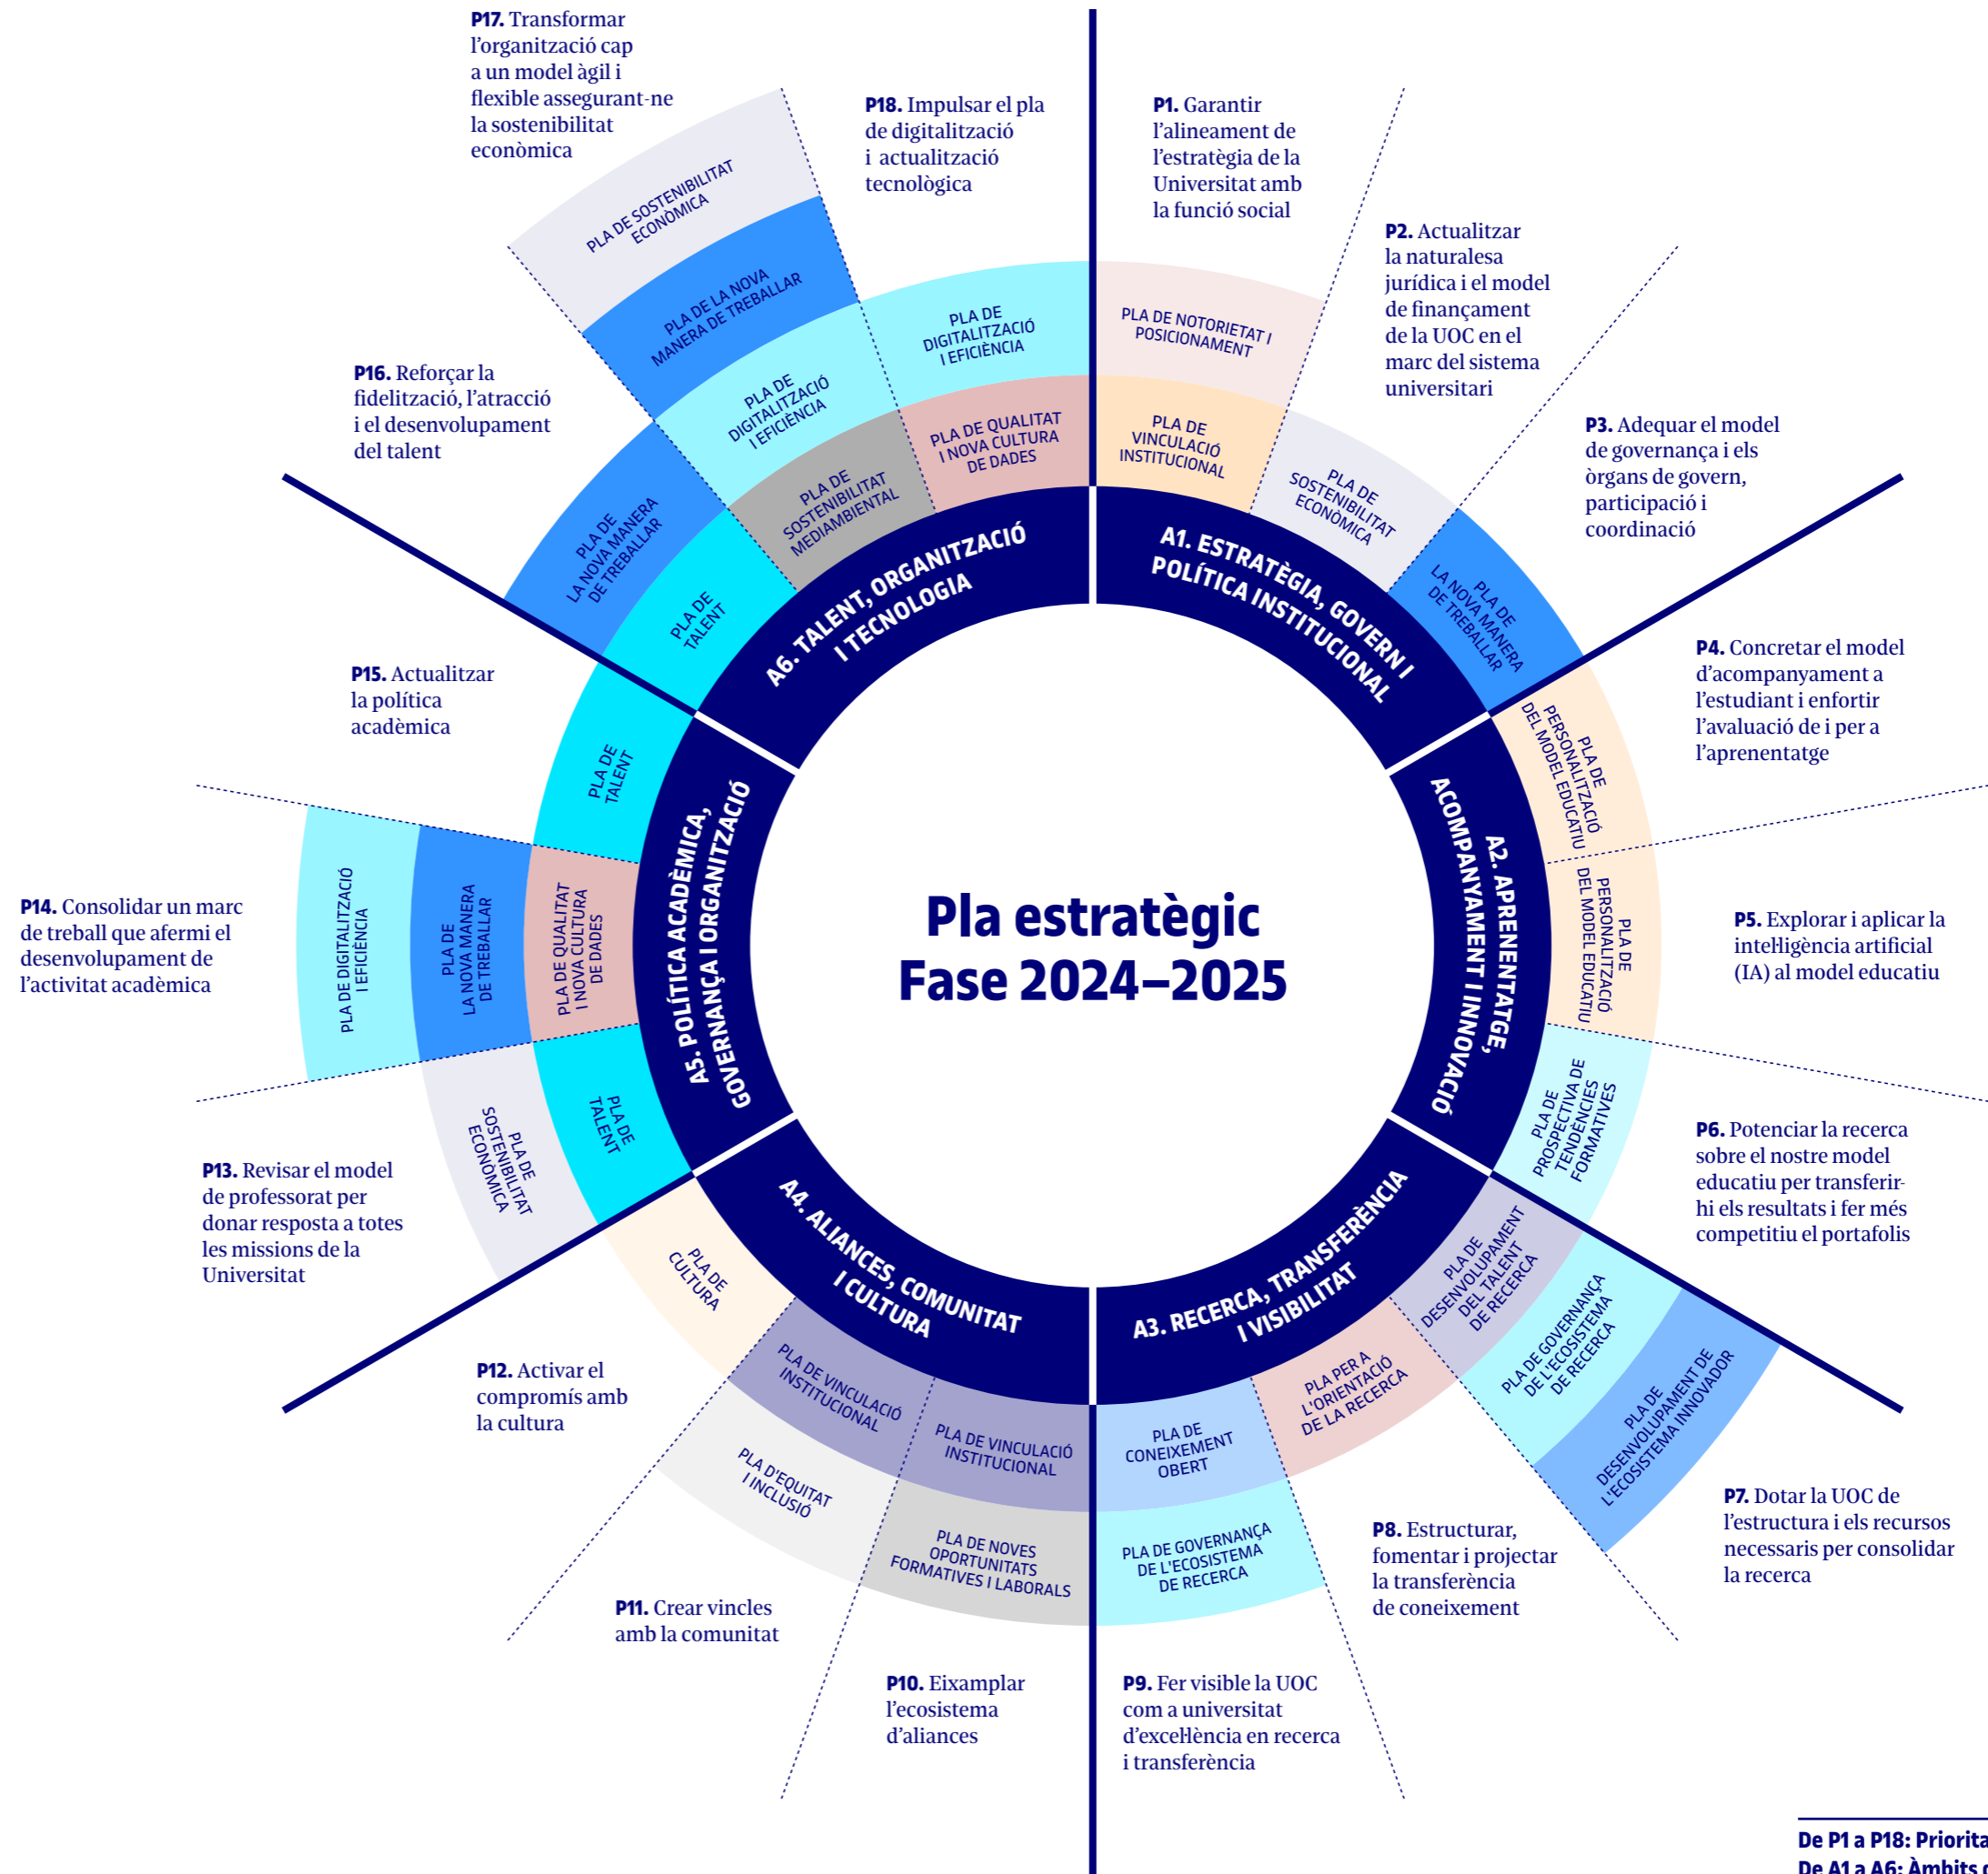 Pla estratègic
Fase 2024–2025
A1. ESTRATÈGIA, GOVERN I
POLÍTICA INSTITUCIONAL
P1. Garantir
l’alineament de
l’estratègia de la
Universitat amb
la funció social
PLA DE NOTORIETAT I
POSICIONAMENT
PLA DE
VINCULACIÓ
INSTITUCIONAL
P2. Actualitzar
la naturalesa
jurídica i el model
de finançament
de la UOC en el
marc del sistema
universitari
PLA DE
SOSTENIBILITAT
ECONÒMICA
P3. Adequar el model
de governança i els
òrgans de govern,
participació i
coordinació
PLA DE
LA NOVA MANERA
DE TREBALLAR
A2. APRENENTATGE,
ACOMPANYAMENT I INNOVACIÓ
P4. Concretar el model
d’acompanyament a
l’estudiant i enfortir
l’avaluació de i per a
l’aprenentatge
PLA DE
PERSONALITZACIÓ
DEL MODEL EDUCATIU
P5. Explorar i aplicar la
intel·ligència artificial
(IA) al model educatiu
PLA DE
PERSONALITZACIÓ
DEL MODEL EDUCATIU
P6. Potenciar la recerca
sobre el nostre model
educatiu per transferir-
hi els resultats i fer més
competitiu el portafolis
PLA DE
PROSPECTIVA DE
TENDÈNCIES
FORMATIVES
A3. RECERCA, TRANSFERÈNCIA
I VISIBILITAT
P7. Dotar la UOC de
l’estructura i els recursos
necessaris per consolidar
la recerca
PLA DE
DESENVOLUPAMENT
DEL TALENT
DE RECERCA
PLA DE GOVERNANÇA
DE L'ECOSISTEMA
DE RECERCA
PLA DE
DESENVOLUPAMENT DE
L'ECOSISTEMA INNOVADOR
P8. Estructurar,
fomentar i projectar
la transferència
de coneixement
PLA PER A
L'ORIENTACIÓ
DE LA RECERCA
P9. Fer visible la UOC
com a universitat
d’excel·lència en recerca
i transferència
PLA DE
CONEIXEMENT
OBERT
PLA DE GOVERNANÇA
DE L'ECOSISTEMA
DE RECERCA
A4. ALIANCES, COMUNITAT
I CULTURA
P10. Eixamplar
l’ecosistema
d’aliances
PLA DE VINCULACIÓ
INSTITUCIONAL
PLA DE NOVES
OPORTUNITATS
FORMATIVES I LABORALS
P11. Crear vincles
amb la comunitat
PLA DE VINCULACIÓ
INSTITUCIONAL
PLA D'EQUITAT
I INCLUSIÓ
P12. Activar el
compromís amb
la cultura
PLA DE
CULTURA
A5. POLÍTICA ACADÈMICA,
GOVERNANÇA I ORGANITZACIÓ
P13. Revisar el model
de professorat per
donar resposta a totes
les missions de la
Universitat
PLA DE
TALENT
PLA DE
SOSTENIBILITAT
ECONÒMICA
P14. Consolidar un marc
de treball que afermi el
desenvolupament de
l’activitat acadèmica
PLA DE DIGITALITZACIÓ
I EFICIÈNCIA
PLA DE
LA NOVA MANERA
DE TREBALLAR
PLA DE QUALITAT
I NOVA CULTURA
DE DADES
P15. Actualitzar
la política
acadèmica
PLA DE
TALENT
A6. TALENT, ORGANITZACIÓ
I TECNOLOGIA
P16. Reforçar la
fidelització, l’atracció
i el desenvolupament
del talent
PLA DE
LA NOVA MANERA
DE TREBALLAR
PLA DE
TALENT
P17. Transformar
l’organització cap
a un model àgil i
flexible assegurant-ne
la sostenibilitat
econòmica
PLA DE SOSTENIBILITAT
ECONÒMICA
PLA DE LA NOVA
MANERA DE TREBALLAR
PLA DE
DIGITALITZACIÓ
I EFICIÈNCIA
PLA DE
SOSTENIBILITAT
MEDIAMBIENTAL
P18. Impulsar el pla
de digitalització
i actualització
tecnològica
PLA DE
DIGITALITZACIÓ
I EFICIÈNCIA
PLA DE QUALITAT
I NOVA CULTURA
DE DADES
De P1 a P18:
De A1 a A6: Àmbits